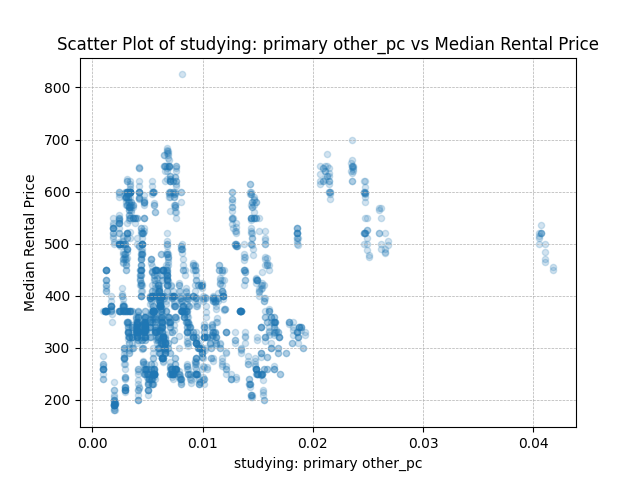 Scatter Plot of studying: primary other_pc vs Median Rental Price
800
700
600
500
400
300
200
Median Rental Price
0.00 0.01 0.02 0.03 0.04
studying: primary other_pc